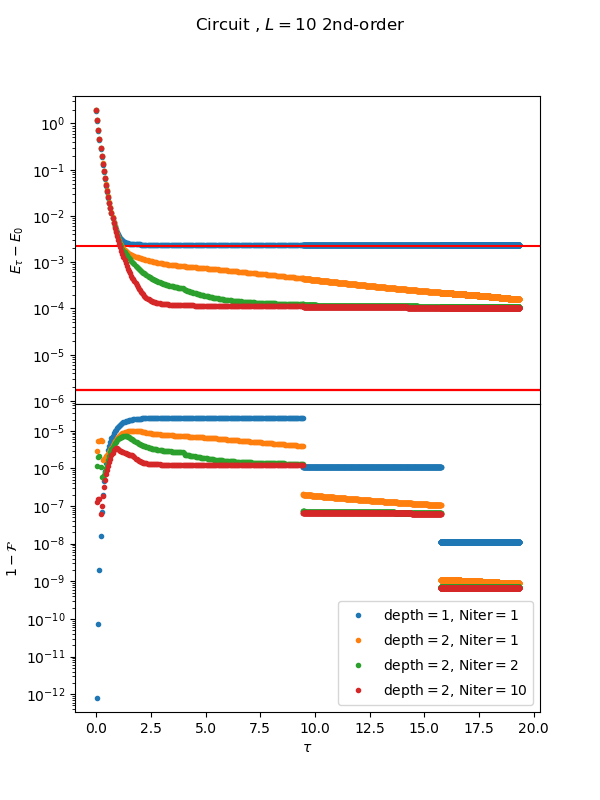 Circuit , L = 10 2nd-order
10⁰
10⁻¹
10⁻²
10⁻³
10⁻⁴
10⁻⁵
10⁻⁶
E_τ − E_0
10⁻⁵
10⁻⁶
10⁻⁷
10⁻⁸
10⁻⁹
10⁻¹⁰
10⁻¹¹
10⁻¹²
1 − ℱ
depth = 1, Niter = 1
depth = 2, Niter = 1
depth = 2, Niter = 2
depth = 2, Niter = 10
0.0 2.5 5.0 7.5 10.0 12.5 15.0 17.5 20.0
τ